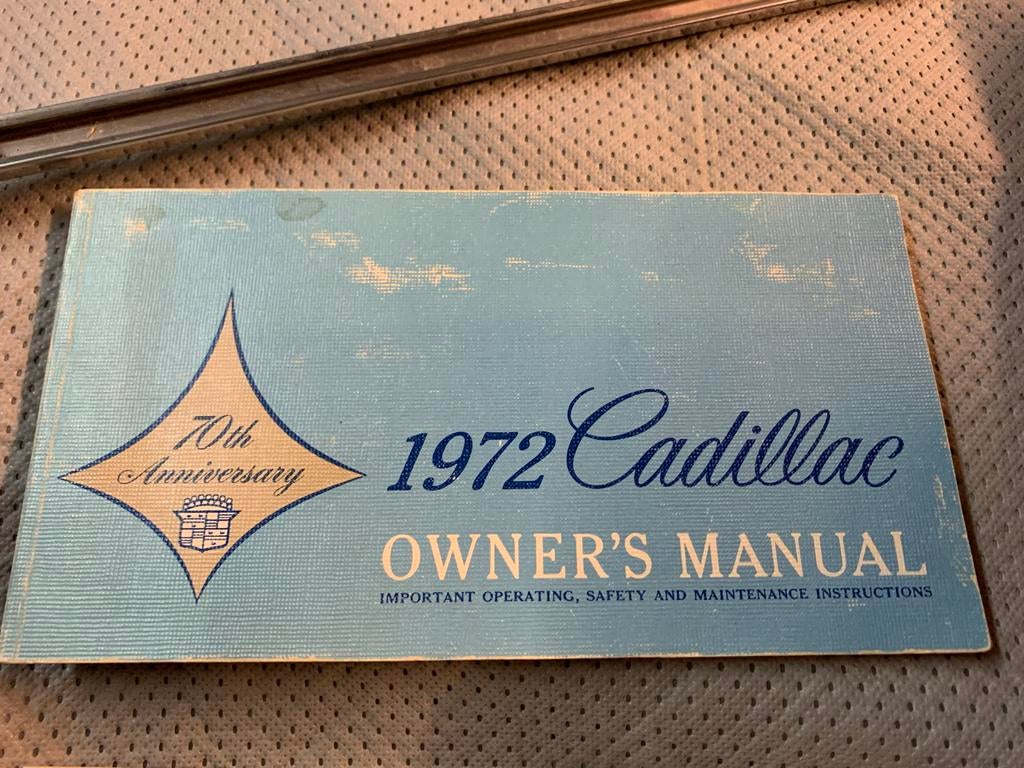 70th
Anniversary
1972 Cadillac
OWNER'S MANUAL
IMPORTANT OPERATING, SAFETY AND MAINTENANCE INSTRUCTIONS